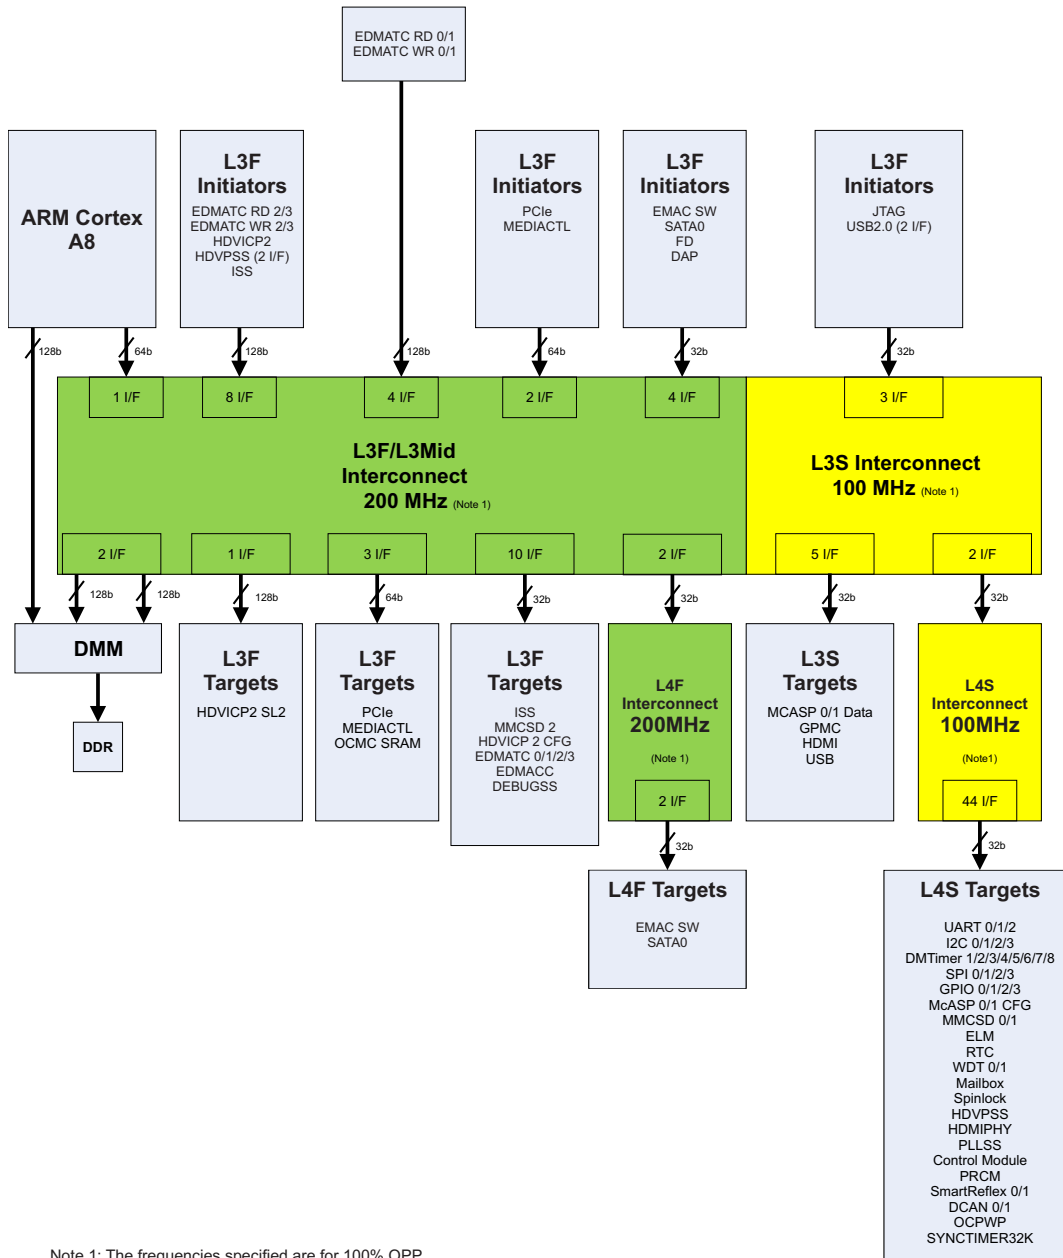 EDMATC RD 0/1
EDMATC WR 0/1
ARM Cortex
A8
L3F
Initiators
EDMATC RD 2/3
EDMATC WR 2/3
HDVICP2
HDVPSS (2 I/F)
ISS
L3F
Initiators
PCIe
MEDIACTL
L3F
Initiators
EMAC SW
SATA0
FD
DAP
L3F
Initiators
JTAG
USB2.0 (2 I/F)
128b
64b
128b
128b
64b
32b
32b
1 I/F
8 I/F
4 I/F
2 I/F
4 I/F
3 I/F
L3F/L3Mid
Interconnect
200 MHz (Note 1)
L3S Interconnect
100 MHz (Note 1)
2 I/F
1 I/F
3 I/F
10 I/F
2 I/F
5 I/F
2 I/F
128b
128b
128b
64b
32b
32b
32b
32b
DMM
DDR
L3F
Targets
HDVICP2 SL2
L3F
Targets
PCIe
MEDIACTL
OCMC SRAM
L3F
Targets
ISS
MMCSD 2
HDVICP 2 CFG
EDMATC 0/1/2/3
EDMACC
DEBUGSS
L4F
Interconnect
200MHz
(Note 1)
2 I/F
L3S
Targets
MCASP 0/1 Data
GPMC
HDMI
USB
L4S
Interconnect
100MHz
(Note1)
44 I/F
32b
32b
L4F Targets
EMAC SW
SATA0
L4S Targets
UART 0/1/2
I2C 0/1/2/3
DMTimer 1/2/3/4/5/6/7/8
SPI 0/1/2/3
GPIO 0/1/2/3
McASP 0/1 CFG
MMCSD 0/1
ELM
RTC
WDT 0/1
Mailbox
Spinlock
HDVPSS
HDMIPHY
PLLSS
Control Module
PRCM
SmartReflex 0/1
DCAN 0/1
OCPWP
SYNCTIMER32K
Note 1: The frequencies specified are for 100% OPP.